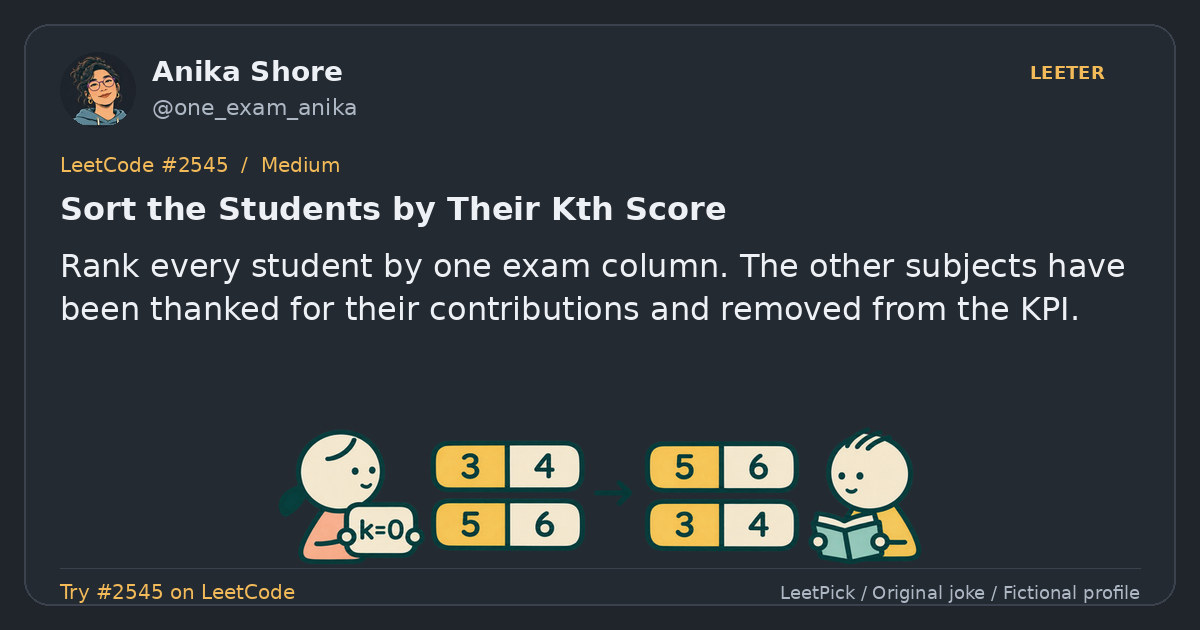 Anika Shore
LEETER
@one_exam_anika
LeetCode #2545 / Medium
Sort the Students by Their Kth Score
Rank every student by one exam column. The other subjects have
been thanked for their contributions and removed from the KPI.
3 4 → 5 6
k=0
5 6 3 4
Try #2545 on LeetCode
LeetPick / Original joke / Fictional profile